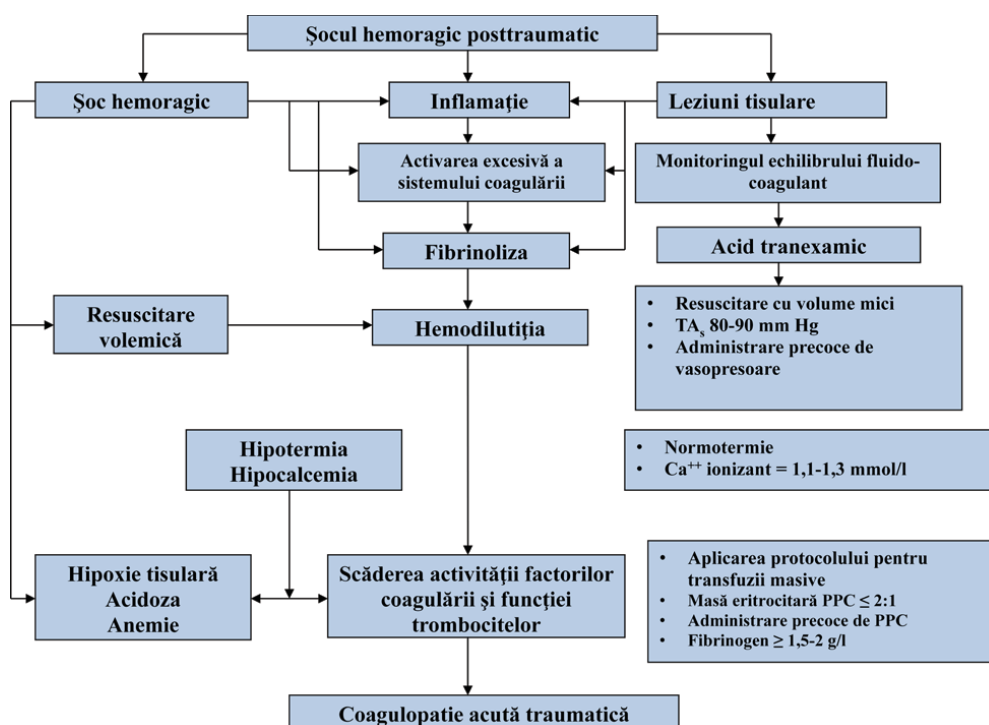 Şocul hemoragic posttraumatic
Şoc hemoragic
Inflamaţie
Leziuni tisulare
Activarea excesivă a
sistemului coagulării
Monitoringul echilibrului fluido-
coagulant
Fibrinoliza
Acid tranexamic
Resuscitare
volemică
Hemodilutiţia
• Resuscitare cu volume mici
• TAs 80-90 mm Hg
• Administrare precoce de
vasopresoare
Hipotermia
Hipocalcemia
• Normotermie
• Ca++ ionizant = 1,1-1,3 mmol/l
Hipoxie tisulară
Acidoza
Anemie
Scăderea activităţii factorilor
coagulării şi funcţiei
trombocitelor
• Aplicarea protocolului pentru
transfuzii masive
• Masă eritrocitară PPC ≤ 2:1
• Administrare precoce de PPC
• Fibrinogen ≥ 1,5-2 g/l
Coagulopatie acută traumatică